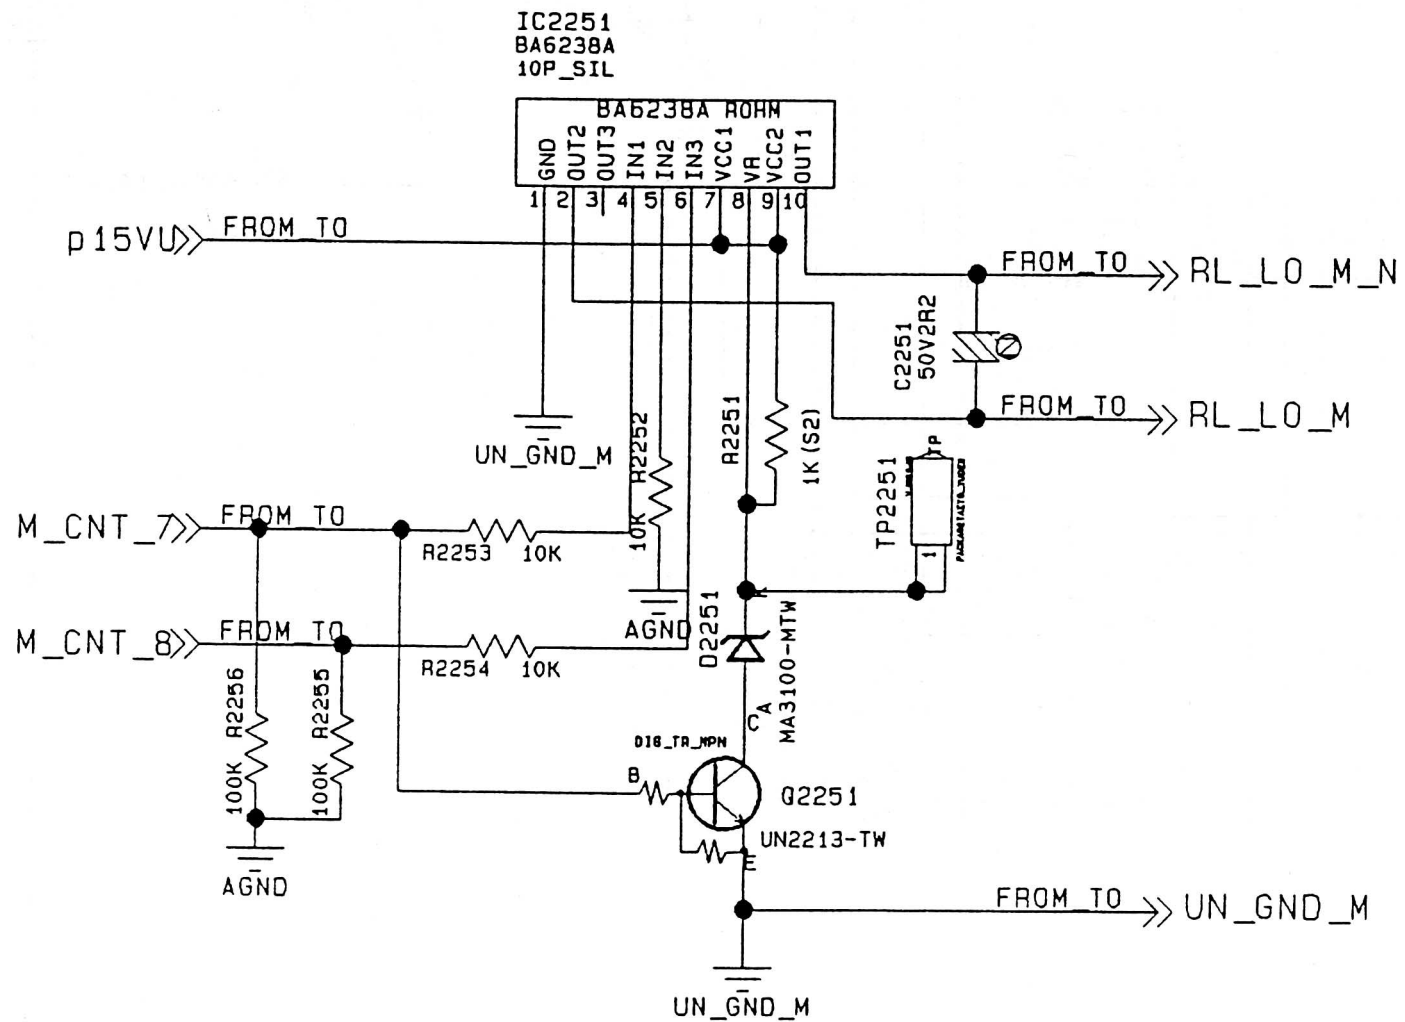 IC2251
BA6238A
10P_SIL
BA6238A ROHM
GND
OUT2
OUT3
IN1
IN2
IN3
VCC1
VR
VCC2
OUT1
1 2 3 4 5 6 7 8 9 10
p15VU
FROM_TO
FROM_TO
RL_LO_M_N
C2251
50V2R2
FROM_TO
RL_LO_M
UN_GND_M
R2252
10K
R2251
1K(S2)
TP2251
TP
1
M_CNT_7
FROM_TO
R2253
10K
AGND
M_CNT_8
FROM_TO
R2254
10K
D2251
K
MA3100-MTW
A
C
R2256
100K
R2255
100K
AGND
DIG_TR_NPN
B
Q2251
UN2213-TW
E
FROM_TO
UN_GND_M
UN_GND_M